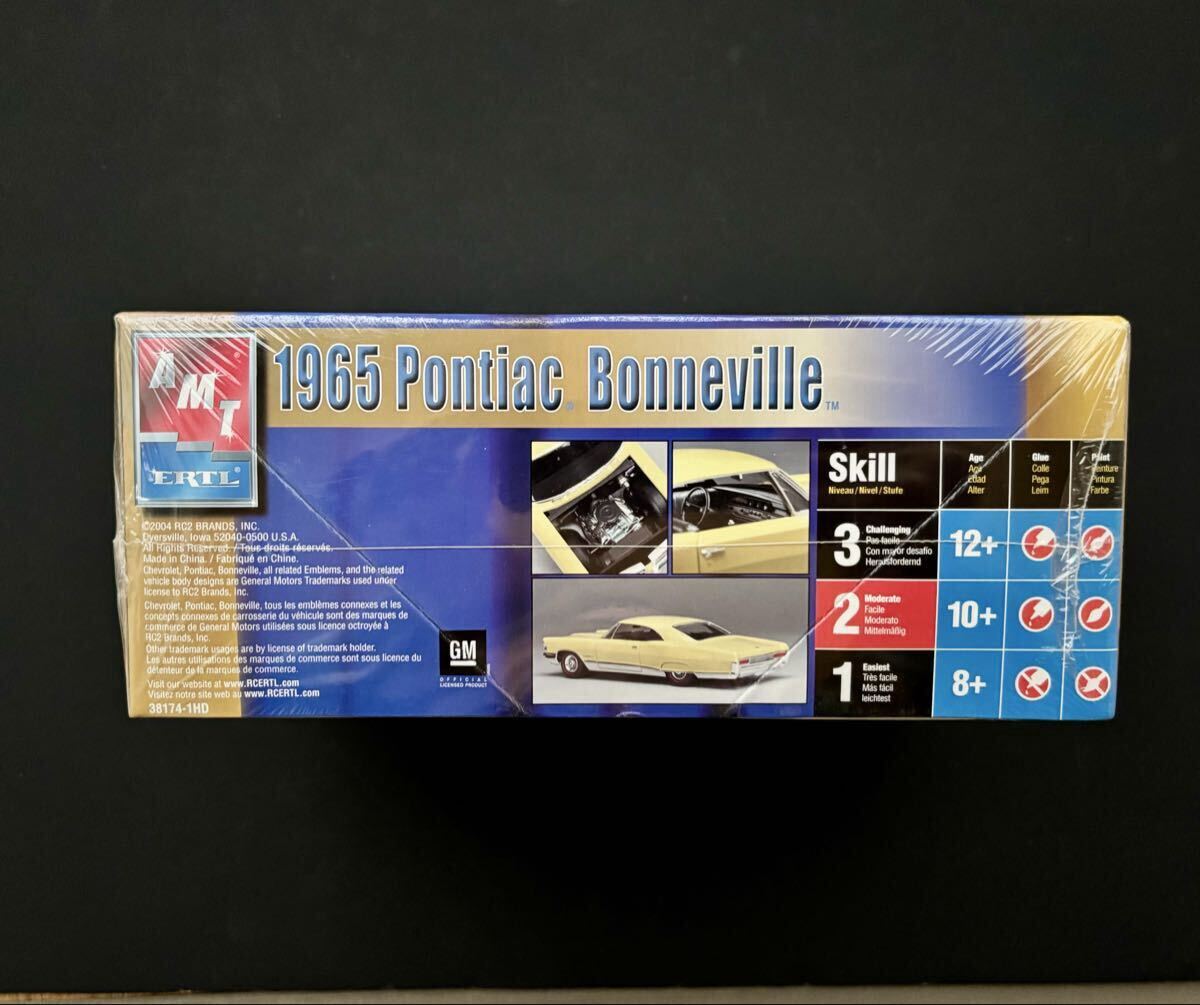 AMT®
ERTL®
1965 Pontiac® Bonneville™
©2004 RC2 BRANDS, INC.
Dyersville, Iowa 52040-0500 U.S.A.
All Rights Reserved. / Tous droits réservés.
Made in China. / Fabriqué en Chine.
Chevrolet, Pontiac, Bonneville, all related Emblems, and the related
vehicle body designs are General Motors Trademarks used under
license to RC2 Brands, Inc.
Chevrolet, Pontiac, Bonneville, tous les emblèmes connexes et les
concepts connexes de carrosserie du véhicule sont des marques de
commerce de General Motors utilisées sous licence octroyée à
RC2 Brands, Inc.
Other trademark usages are by license of trademark holder.
Les autres utilisations des marques de commerce sont sous licence du
détenteur de la marques de commerce.
Visit our website at www.RCERTL.com
Visitez notre site web au www.RCERTL.com
38174-1HD
GM
OFFICIAL
LICENSED PRODUCT
Skill
Niveau/Nivel/Stufe
Age
Age
Edad
Alter
Glue
Colle
Pega
Leim
Paint
Peinture
Pintura
Farbe
3
Challenging
Pas facile
Con mayor desafio
Herausfordernd
12+
2
Moderate
Facile
Moderato
Mittelmäßig
10+
1
Easiest
Très facile
Más fácil
leichtest
8+